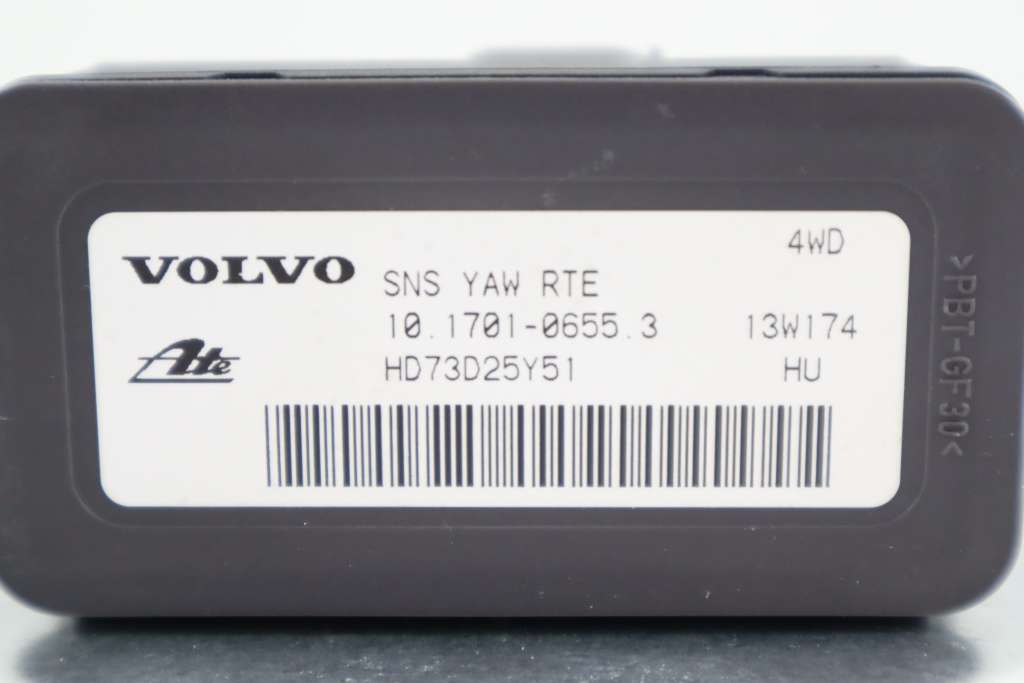 4WD
VOLVO
SNS YAW RTE
10.1701-0655.3 13W174
Ate
HD73D25Y51 HU
>PBT-GF30<